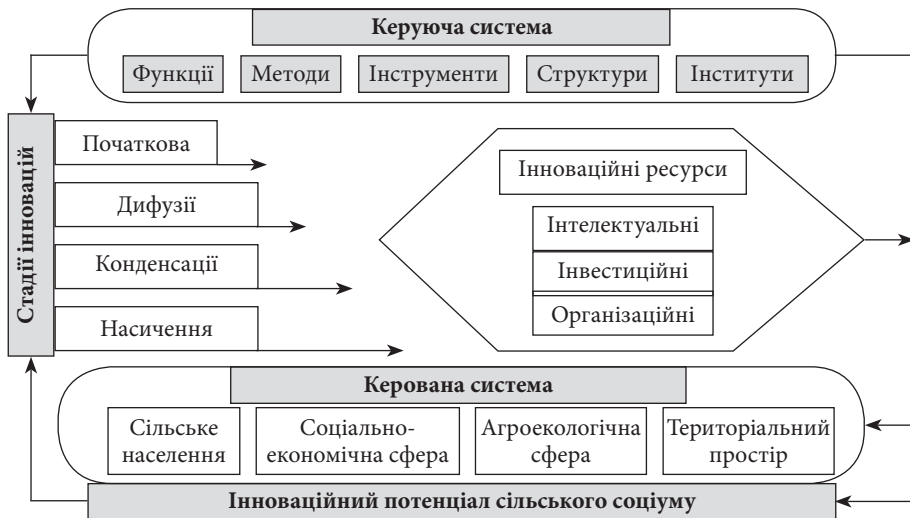 Керуюча система
Функції
Методи
Інструменти
Структури
Інститути
Стадії інновацій
Початкова
Дифузії
Конденсації
Насичення
Інноваційні ресурси
Інтелектуальні
Інвестиційні
Організаційні
Керована система
Сільське
населення
Соціально-
економічна сфера
Агроекологічна
сфера
Територіальний
простір
Інноваційний потенціал сільського соціуму